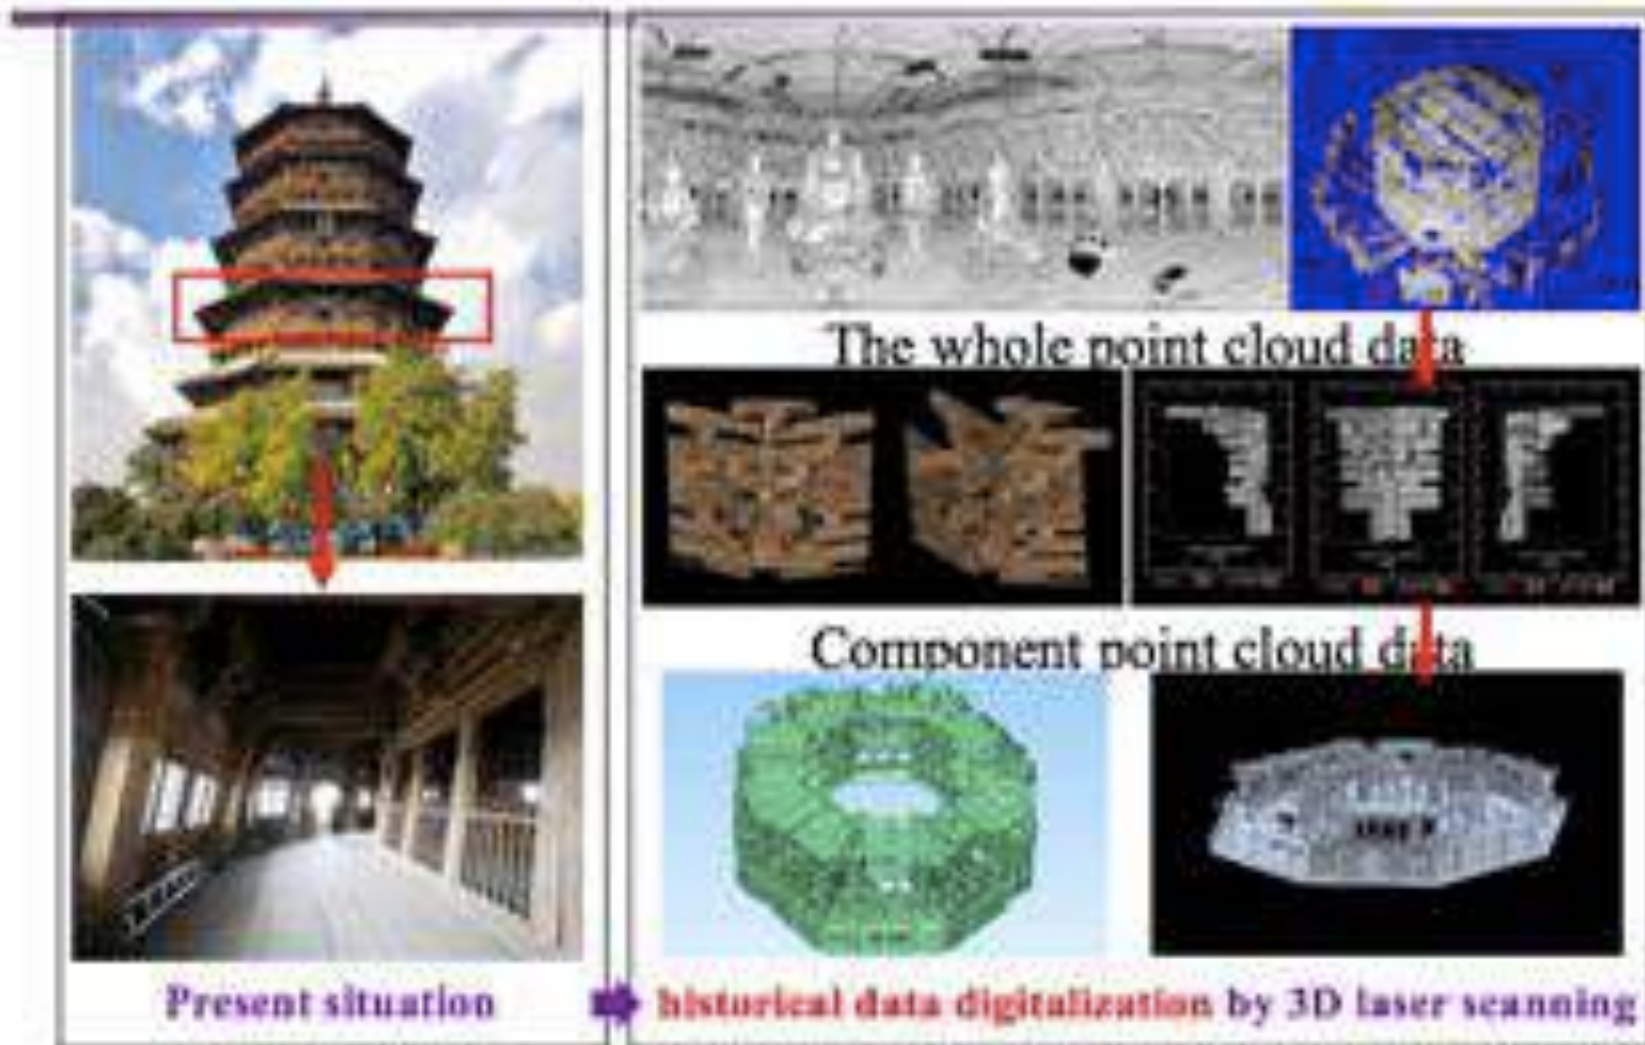 The whole point cloud data
Component point cloud data
Present situation
historical data digitalization by 3D laser scanning